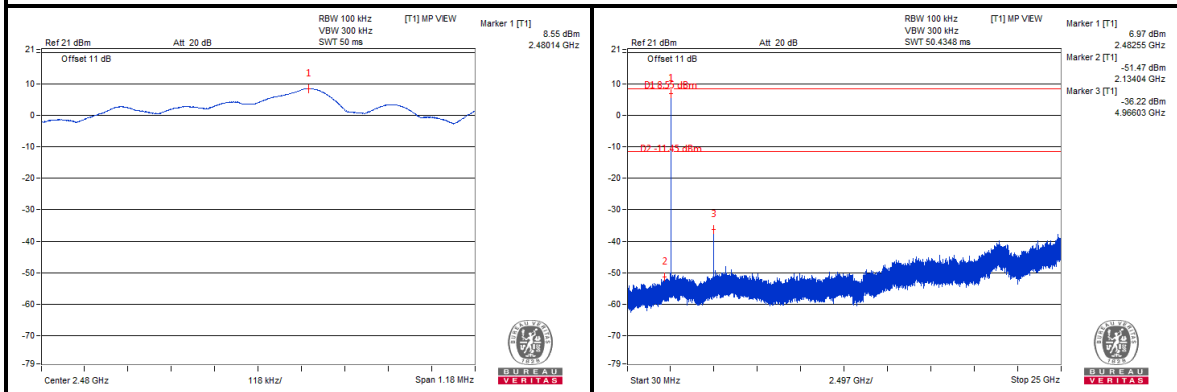 RBW 100 kHz [T1] MP VIEW
VBW 300 kHz
SWT 50 ms
Ref 21 dBm Att 20 dB
Offset 11 dB
Marker 1 [T1]
8.55 dBm
2.48014 GHz
21
10
0
-10
-20
-30
-40
-50
-60
-70
-79
1
Center 2.48 GHz 118 kHz/ Span 1.18 MHz
BUREAU VERITAS
1828
BUREAU
VERITAS
RBW 100 kHz [T1] MP VIEW
VBW 300 kHz
SWT 50.4348 ms
Ref 21 dBm Att 20 dB
Offset 11 dB
Marker 1 [T1]
6.97 dBm
2.48255 GHz
Marker 2 [T1]
-51.47 dBm
2.13404 GHz
Marker 3 [T1]
-36.22 dBm
4.96603 GHz
21
10
0
-10
-20
-30
-40
-50
-60
-70
-79
1
D1 8.55 dBm
D2 -11.45 dBm
3
2
Start 30 MHz 2.497 GHz/ Stop 25 GHz
BUREAU VERITAS
1828
BUREAU
VERITAS